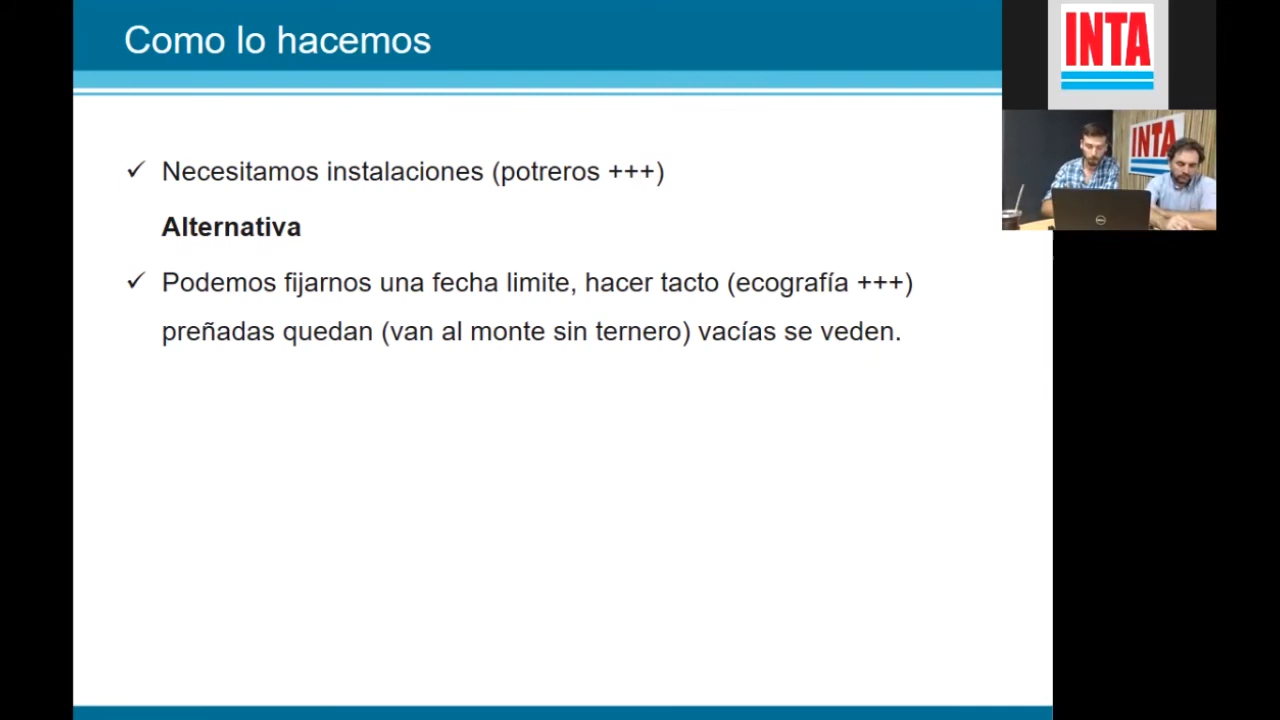 Como lo hacemos
INTA
INTA
✓ Necesitamos instalaciones (potreros +++)
Alternativa
✓ Podemos fijarnos una fecha limite, hacer tacto (ecografía +++)
preñadas quedan (van al monte sin ternero) vacías se veden.